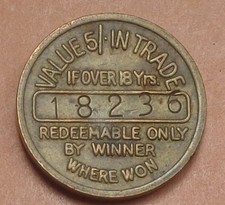 VALUE 5/- IN TRADE
IF OVER 18 Yrs.
18236
REDEEMABLE ONLY
BY WINNER
WHERE WON